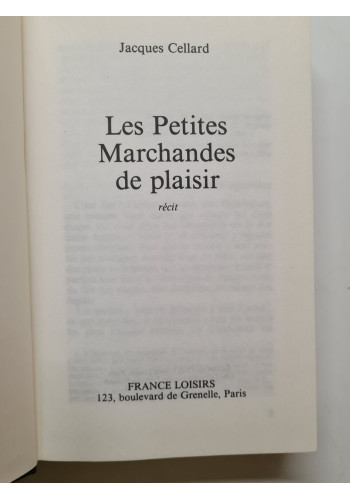 Jacques Cellard
Les Petites
Marchandes
de plaisir
récit
FRANCE LOISIRS
123, boulevard de Grenelle, Paris